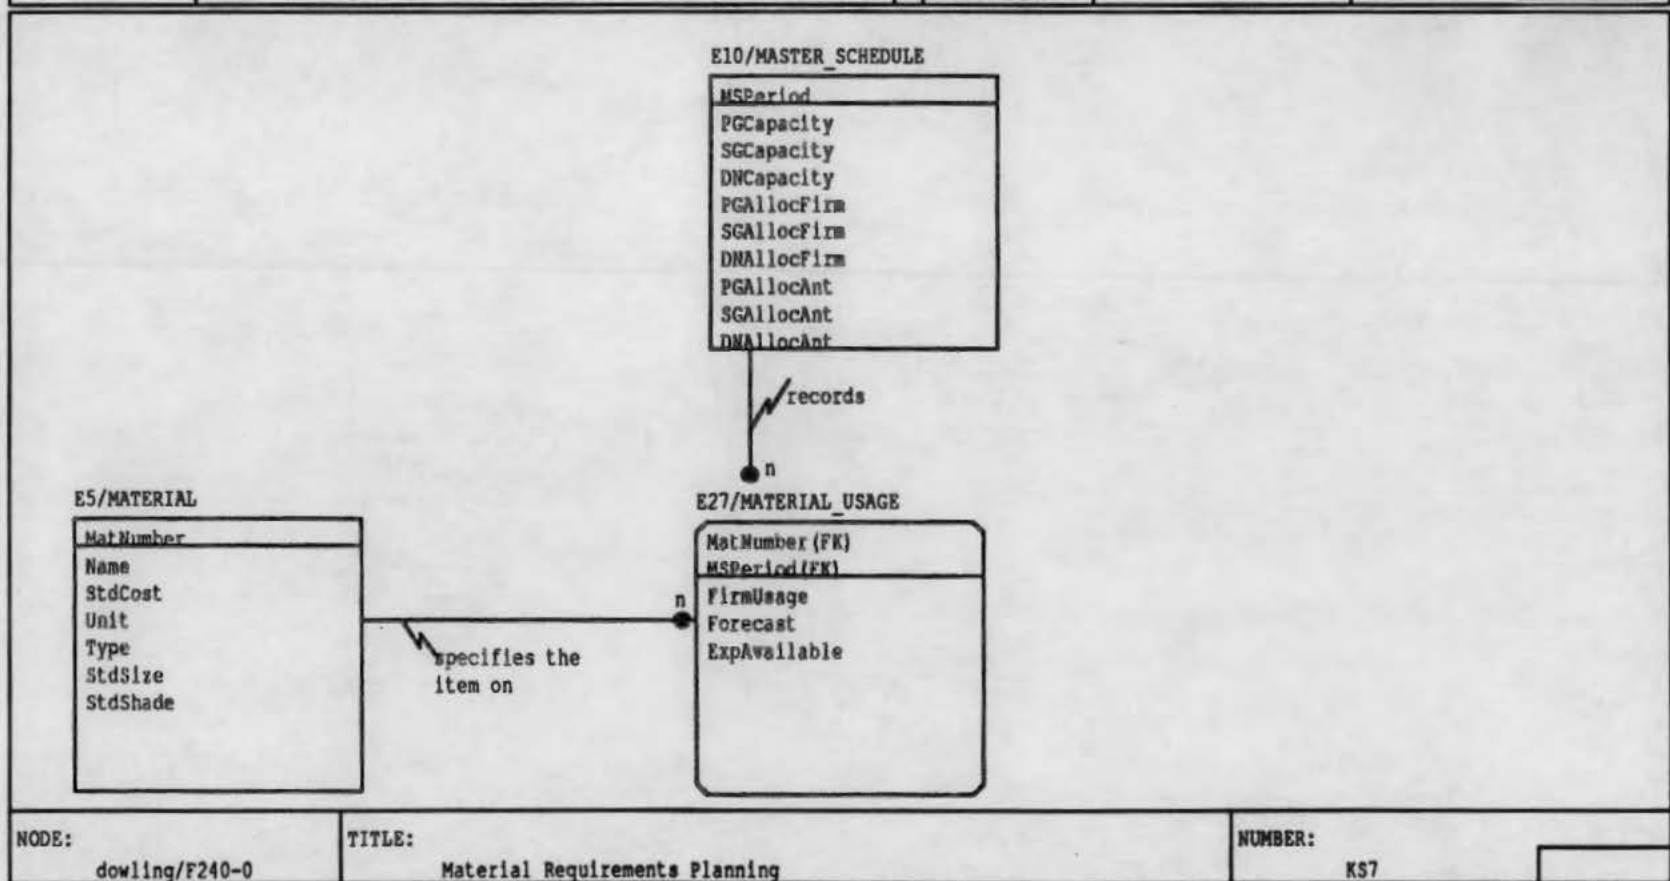 E10/MASTER_SCHEDULE
MSPeriod
PGCapacity
SGCapacity
DNCapacity
PGAllocFirm
SGAllocFirm
DNAllocFirm
PGAllocAnt
SGAllocAnt
DNAllocAnt
records
n
E5/MATERIAL
MatNumber
Name
StdCost
Unit
Type
StdSize
StdShade
n
specifies the
item on
E27/MATERIAL_USAGE
MatNumber(FK)
MSPeriod(FK)
FirmUsage
Forecast
ExpAvailable
NODE:
dowling/F240-0
TITLE:
Material Requirements Planning
NUMBER:
KS7